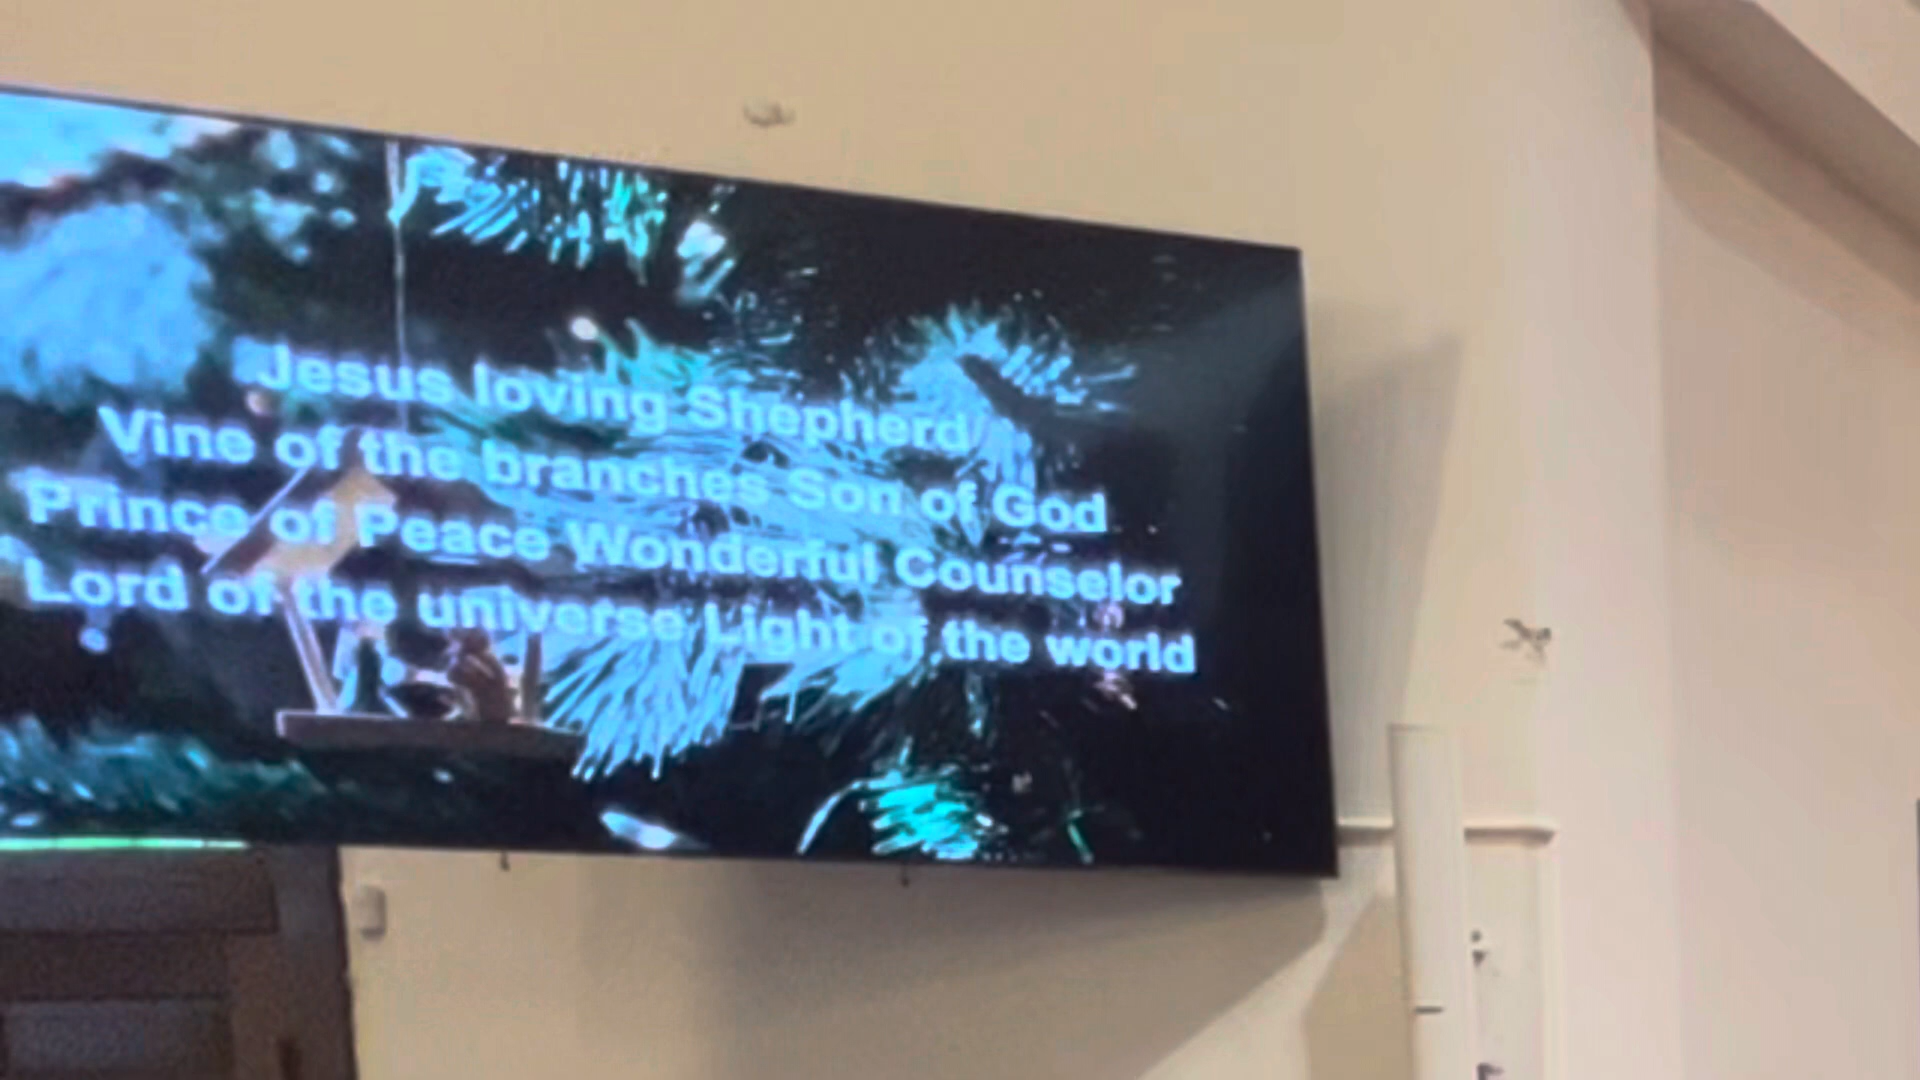 Jesus loving Shepherd
Vine of the branches Son of God
Prince of Peace Wonderful Counselor
Lord of the universe Light of the world